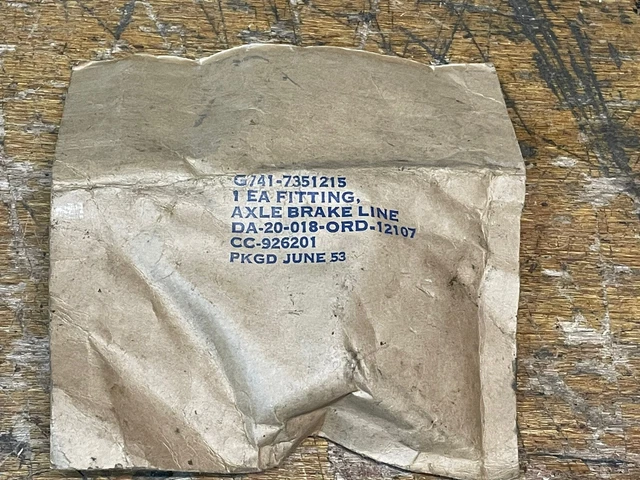 G741-7351215
1 EA FITTING,
AXLE BRAKE LINE
DA-20-018-ORD-12107
CC-926201
PKGD JUNE 53